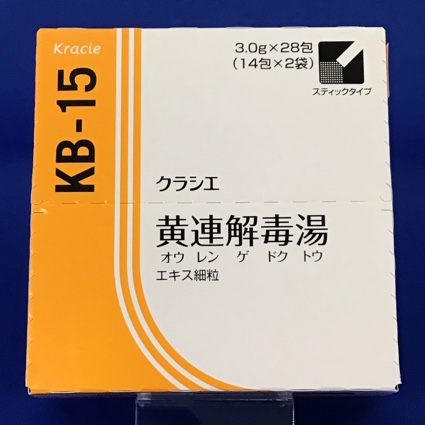 Kracie
KB-15
3.0g×28包
(14包×2袋)
スティックタイプ
クラシエ
黄連解毒湯
オウ レン ゲ ドク トウ
エキス細粒